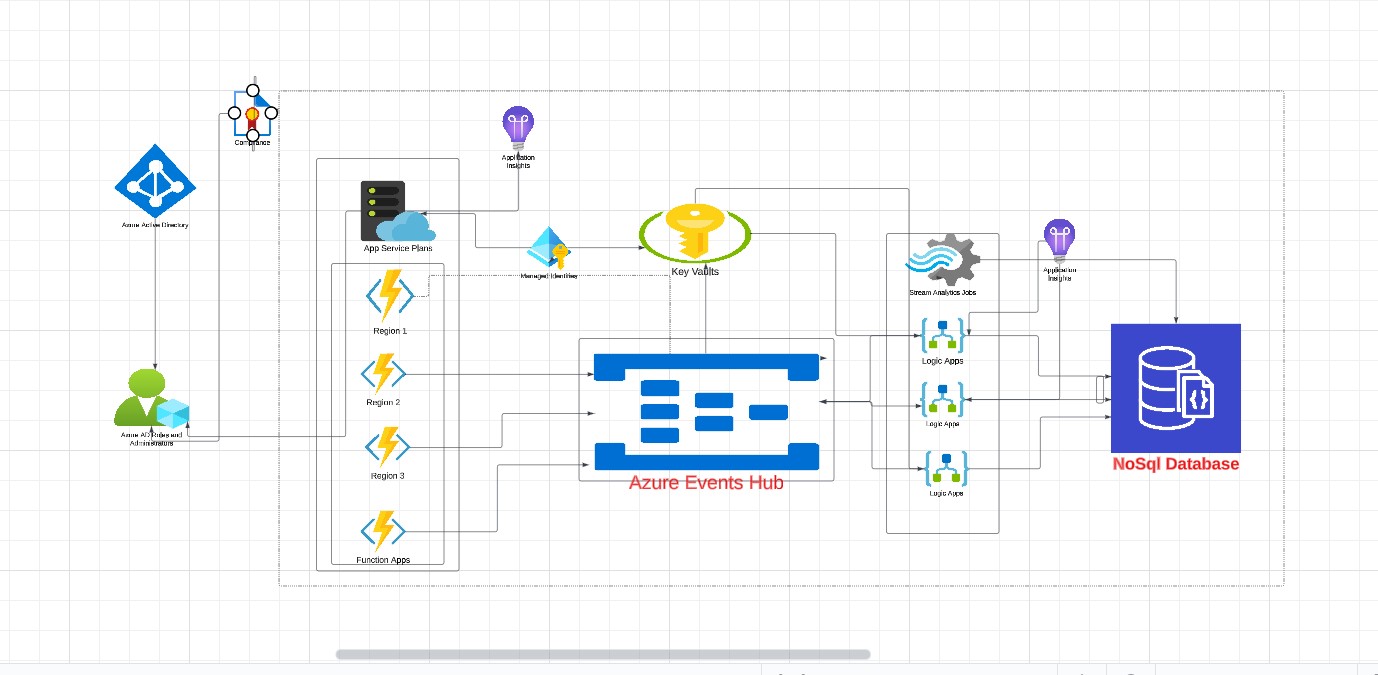 Compliance
Application
Insights
Azure Active Directory
App Service Plans
Managed Identities
Key Vaults
Application
Insights
Stream Analytics Jobs
Region 1
Logic Apps
Region 2
Logic Apps
Azure AD Roles and
Administrators
NoSql Database
Region 3
Azure Events Hub
Logic Apps
Function Apps